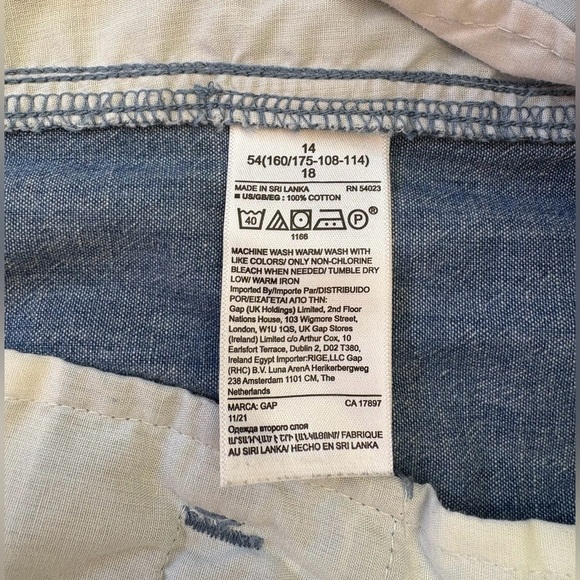 14
54(160/175-108-114)
18
MADE IN SRI LANKA RN 54023
■ US/GB/EG : 100% COTTON
40 P ®
1166
MACHINE WASH WARM/ WASH WITH
LIKE COLORS/ ONLY NON-CHLORINE
BLEACH WHEN NEEDED/ TUMBLE DRY
LOW/ WARM IRON
Imported By/Importer Par/DISTRIBUIDO
POR/ΕΙΣΑΓΕΤΑΙ ΑΠΟ ΤΗΝ:
Gap (UK Holdings) Limited, 2nd Floor
Nations House, 103 Wigmore Street,
London, W1U 1QS, UK Gap Stores
(Ireland) Limited c/o Arthur Cox, 10
Earlsfort Terrace, Dublin 2, D02 T380,
Ireland Egypt Importer:RIGE,LLC Gap
(RHC) B.V. Luna ArenA Herikerbergweg
238 Amsterdam 1101 CM, The
Netherlands
MARCA: GAP CA 17897
11/21
Одежда второго слоя
/ FABRIQUE
AU SRI LANKA/ HECHO EN SRI LANKA